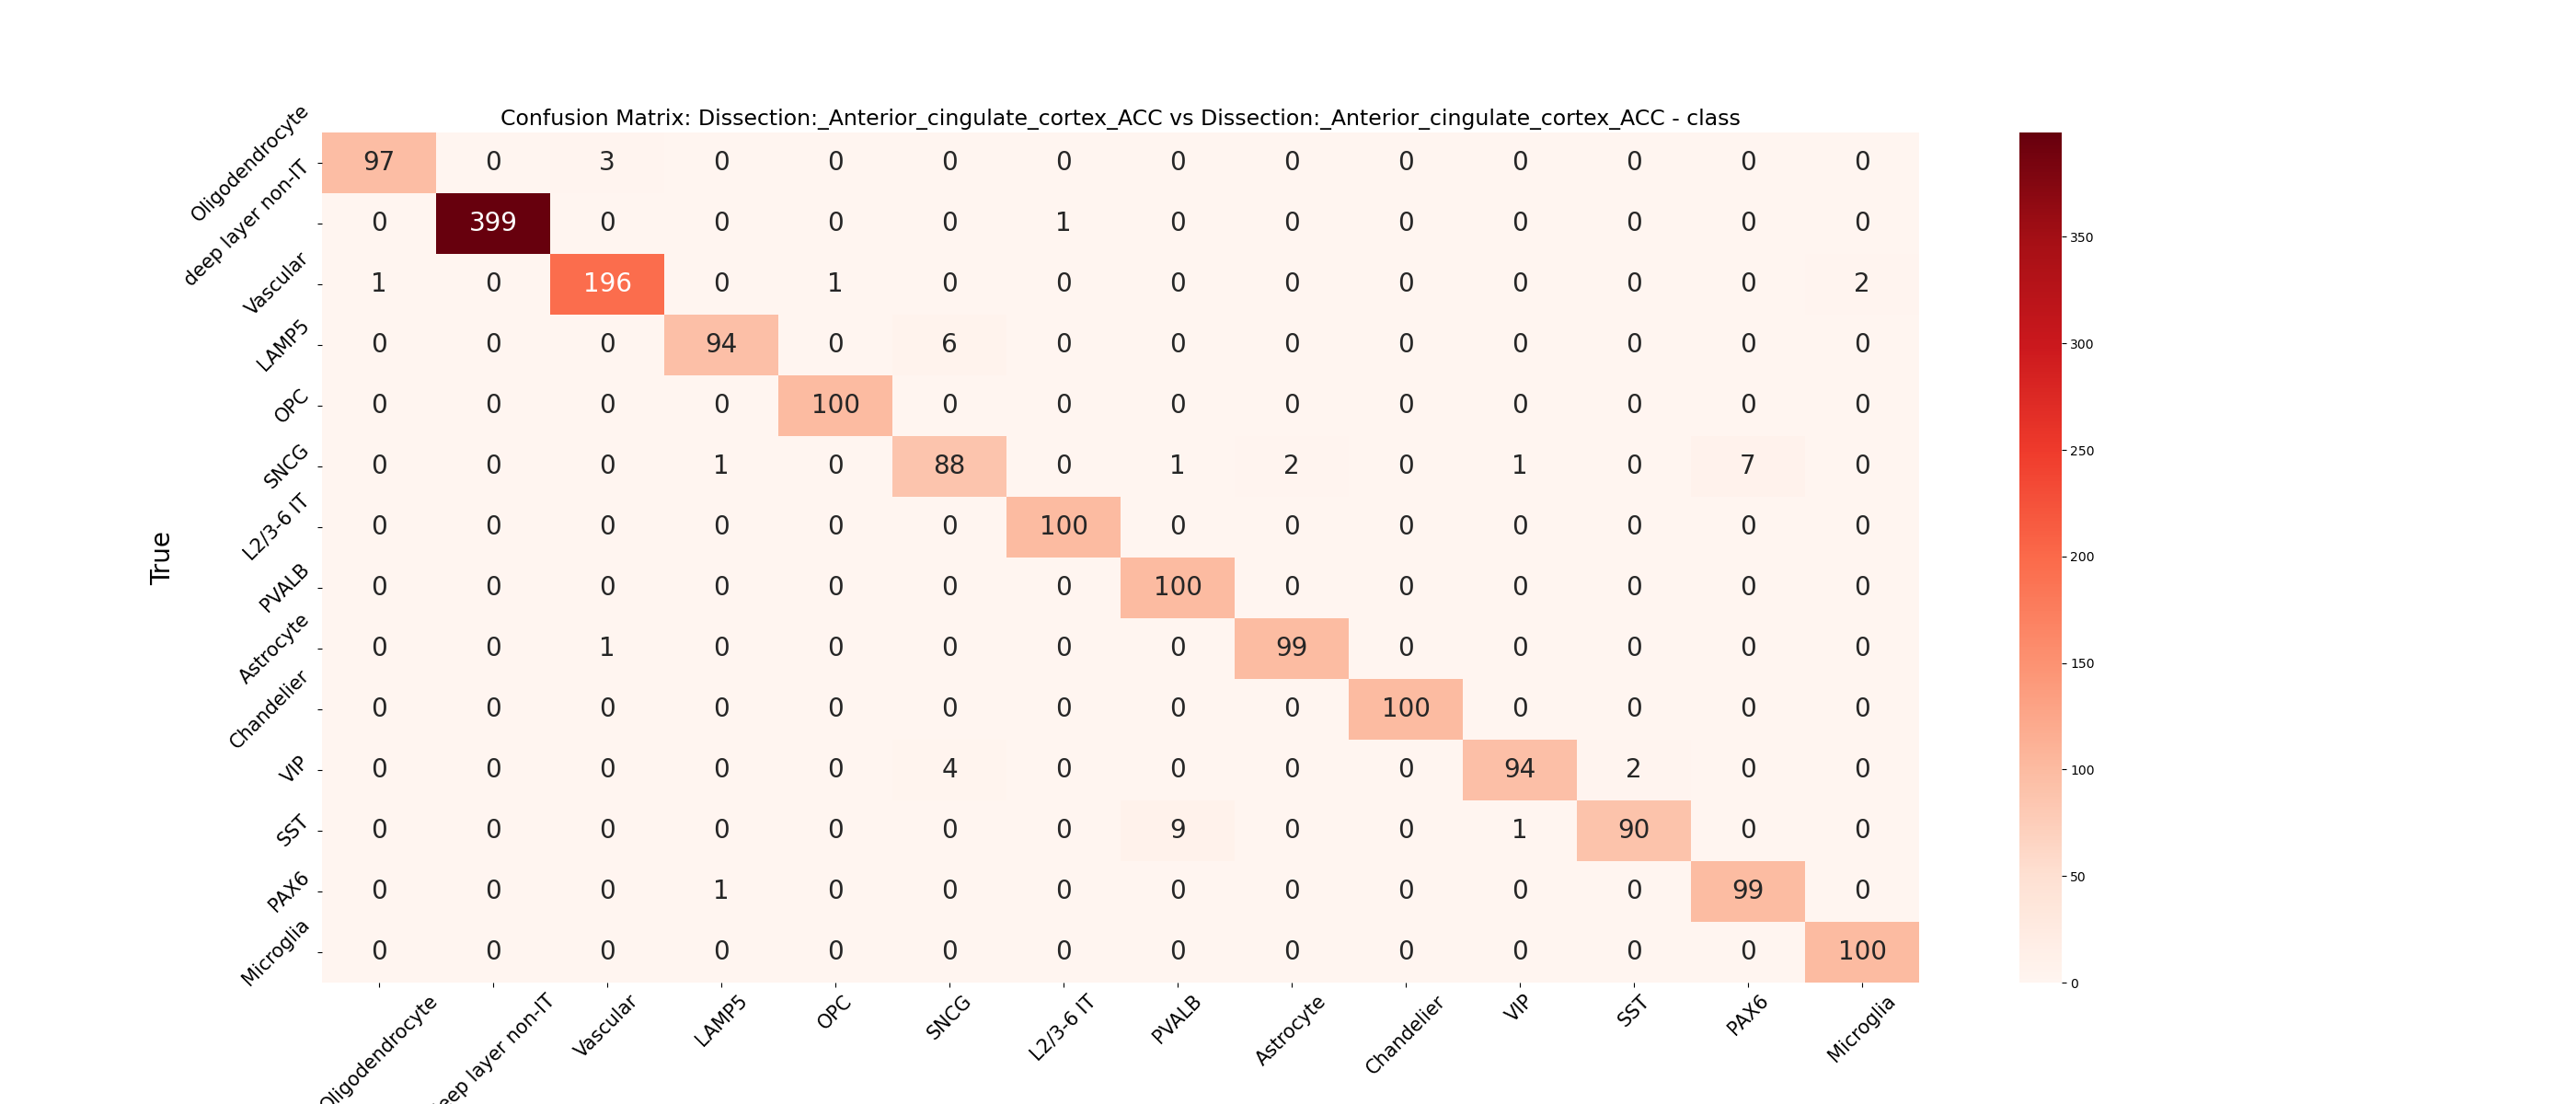 Confusion Matrix: Dissection:_Anterior_cingulate_cortex_ACC vs Dissection:_Anterior_cingulate_cortex_ACC - class
Oligodendrocyte 97 0 3 0 0 0 0 0 0 0 0 0 0 0
deep layer non-IT 0 399 0 0 0 0 1 0 0 0 0 0 0 0
Vascular 1 0 196 0 1 0 0 0 0 0 0 0 0 2
LAMP5 0 0 0 94 0 6 0 0 0 0 0 0 0 0
OPC 0 0 0 0 100 0 0 0 0 0 0 0 0 0
SNCG 0 0 0 1 0 88 0 1 2 0 1 0 7 0
L2/3-6 IT 0 0 0 0 0 0 100 0 0 0 0 0 0 0
PVALB 0 0 0 0 0 0 0 100 0 0 0 0 0 0
Astrocyte 0 0 1 0 0 0 0 0 99 0 0 0 0 0
Chandelier 0 0 0 0 0 0 0 0 0 100 0 0 0 0
VIP 0 0 0 0 0 4 0 0 0 0 94 2 0 0
SST 0 0 0 0 0 0 0 9 0 0 1 90 0 0
PAX6 0 0 0 1 0 0 0 0 0 0 0 0 99 0
Microglia 0 0 0 0 0 0 0 0 0 0 0 0 0 100
True
Oligodendrocyte
eep layer non-IT
Vascular
LAMP5
OPC
SNCG
L2/3-6 IT
PVALB
Astrocyte
Chandelier
VIP
SST
PAX6
Microglia
350
300
250
200
150
100
50
0